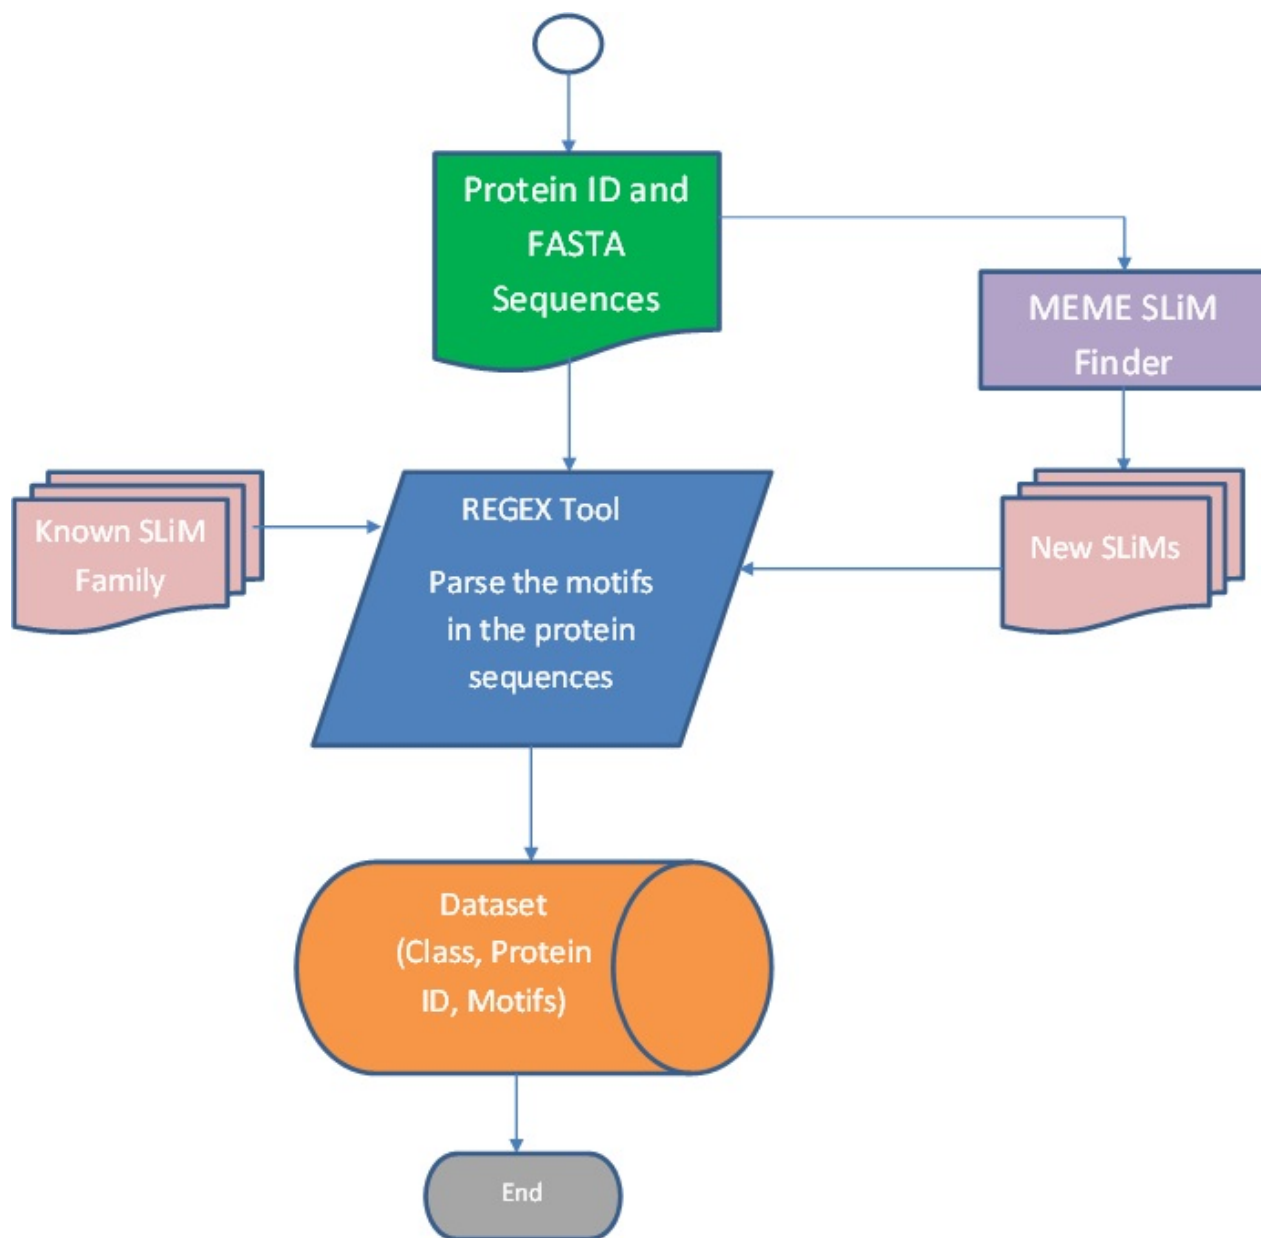 Protein ID and
FASTA
Sequences
MEME SLiM
Finder
Known SLiM
Family
REGEX Tool
Parse the motifs
in the protein
sequences
New SLiMs
Dataset
(Class, Protein
ID, Motifs)
End